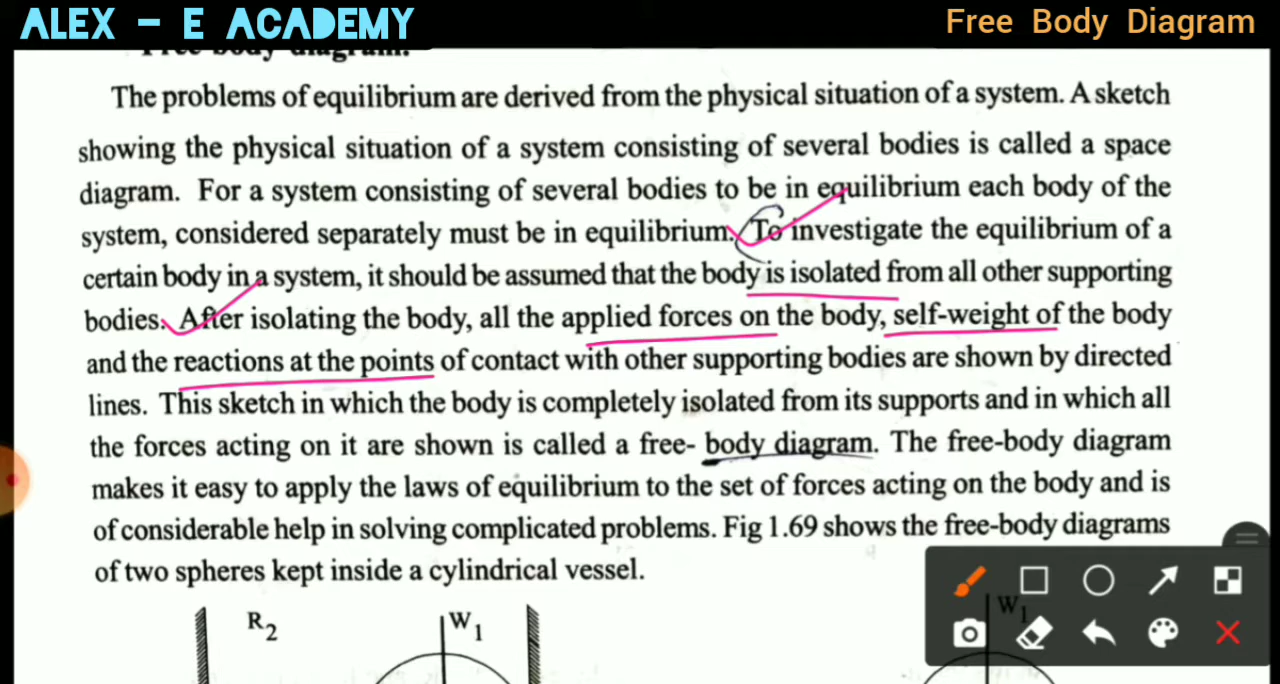 ALEX – E ACADEMY
Free Body Diagram
Free body diagram.
The problems of equilibrium are derived from the physical situation of a system. A sketch
showing the physical situation of a system consisting of several bodies is called a space
diagram. For a system consisting of several bodies to be in equilibrium each body of the
system, considered separately must be in equilibrium. To investigate the equilibrium of a
certain body in a system, it should be assumed that the body is isolated from all other supporting
bodies. After isolating the body, all the applied forces on the body, self-weight of the body
and the reactions at the points of contact with other supporting bodies are shown by directed
lines. This sketch in which the body is completely isolated from its supports and in which all
the forces acting on it are shown is called a free- body diagram. The free-body diagram
makes it easy to apply the laws of equilibrium to the set of forces acting on the body and is
of considerable help in solving complicated problems. Fig 1.69 shows the free-body diagrams
of two spheres kept inside a cylindrical vessel.
R2
W1
W1